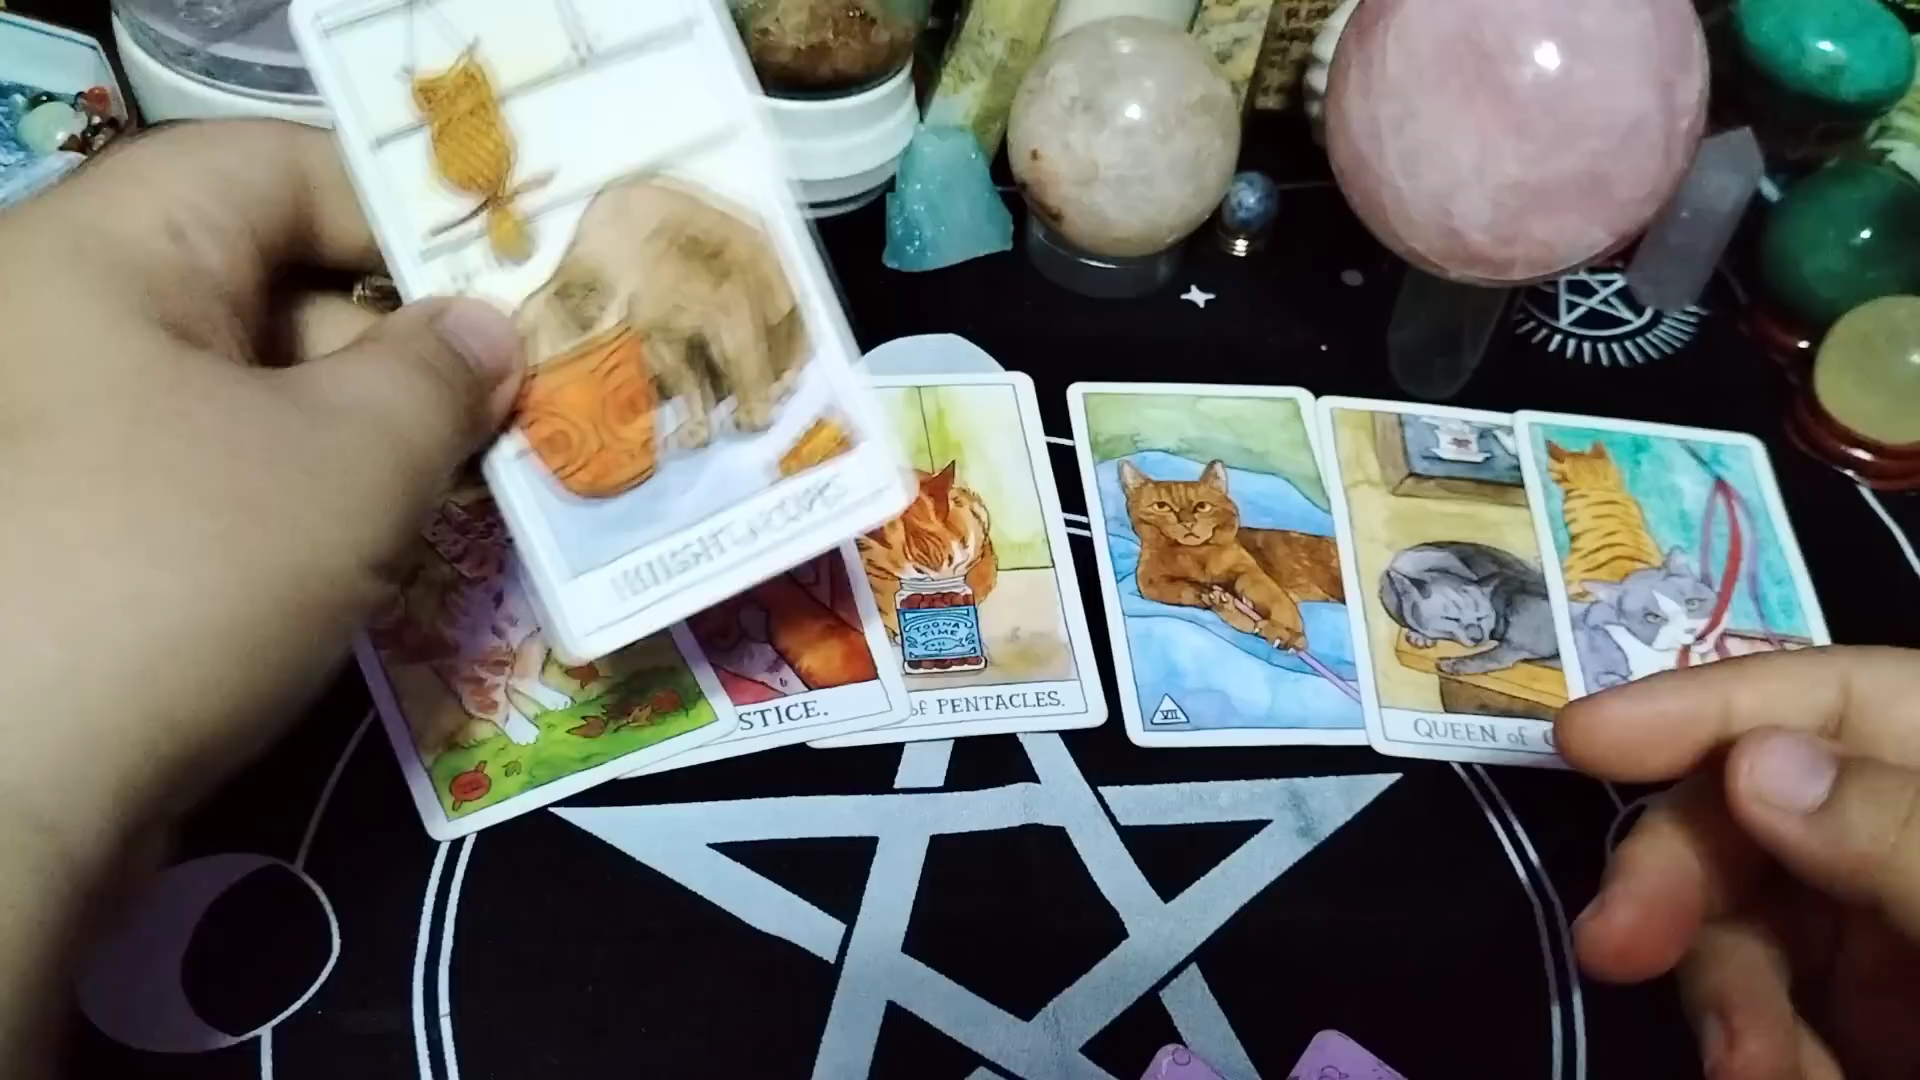 KNIGHT of CUPS
STICE.
TOONA
TIME
of PENTACLES.
VII
QUEEN of